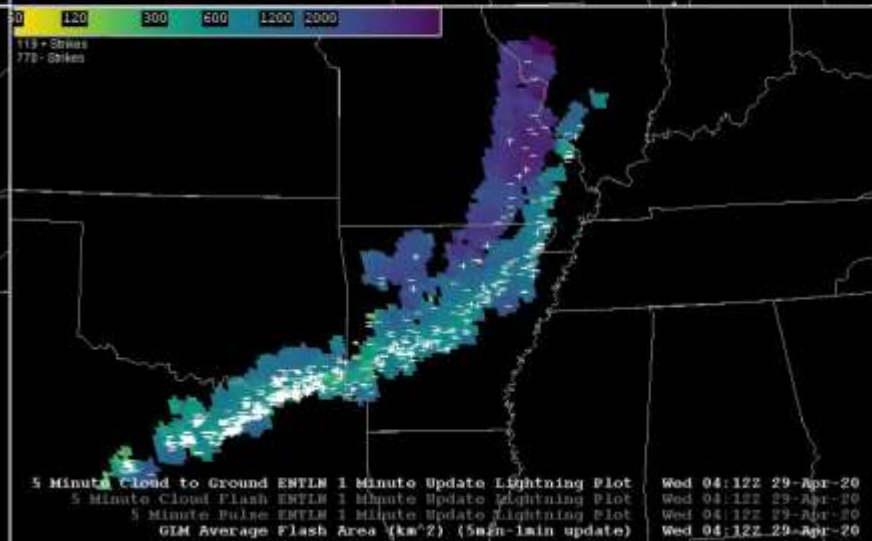 60 120 300 600 1200 2000
119 + Strikes
770 - Strikes
5 Minute Cloud to Ground ENTLN 1 Minute Update Lightning Plot Wed 04:12Z 29-Apr-20
5 Minute Cloud Flash ENTLN 1 Minute Update Lightning Plot Wed 04:12Z 29-Apr-20
5 Minute Pulse ENTLN 1 Minute Update Lightning Plot Wed 04:12Z 29-Apr-20
GLM Average Flash Area (km^2) (5min-1min update) Wed 04:12Z 29-Apr-20